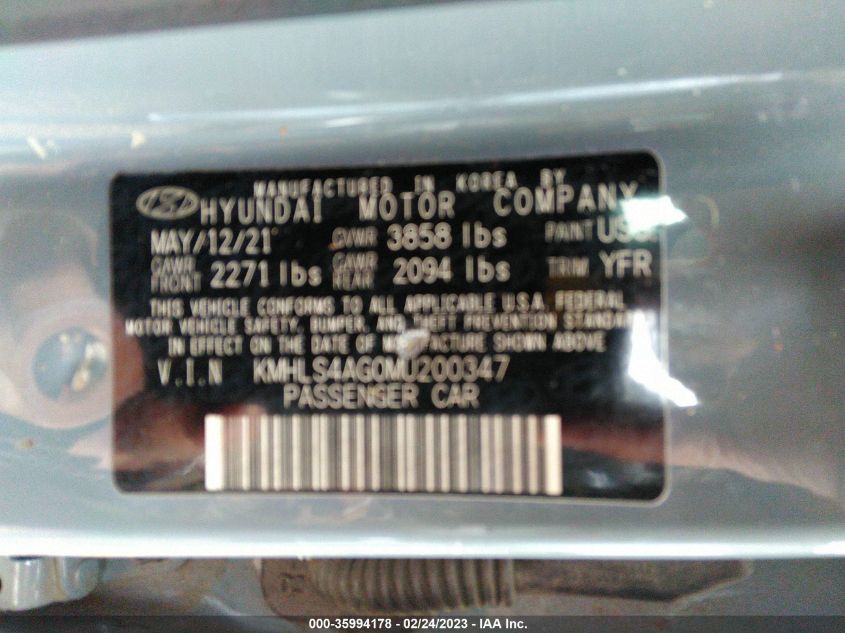 MANUFACTURED IN KOREA BY
HYUNDAI MOTOR COMPANY
MAY/12/21 GVWR 3858 lbs PAINT
GAWR FRONT 2271 lbs GAWR REAR 2094 lbs TRIM YFR
THIS VEHICLE CONFORMS TO ALL APPLICABLE U.S.A. FEDERAL
MOTOR VEHICLE SAFETY, BUMPER, AND THEFT PREVENTION
IN EFFECT ON THE DATE OF MANUFACTURE SHOWN ABOVE
V.I.N KMHLS4AG0MU200347
PASSENGER CAR
000-35994178 - 02/24/2023 - IAA Inc.